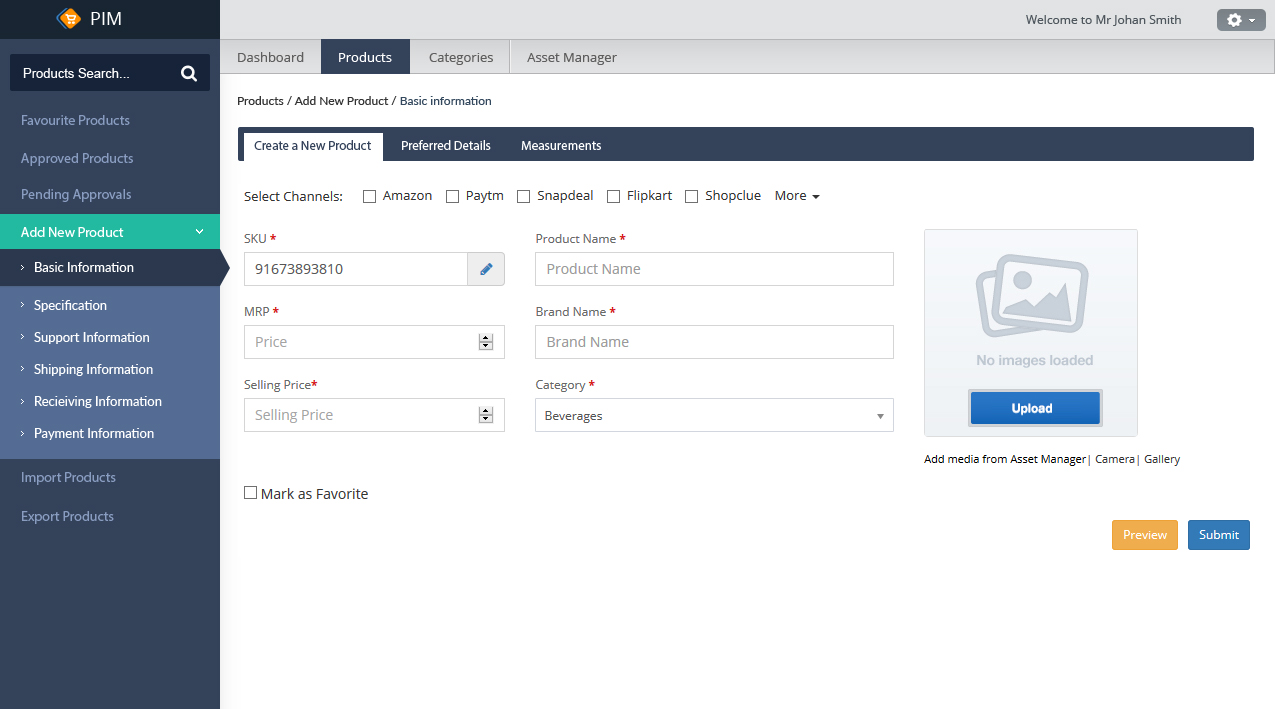 PIM
Welcome to Mr Johan Smith
Products Search...
Dashboard Products Categories Asset Manager
Favourite Products
Approved Products
Pending Approvals
Add New Product
Basic Information
Specification
Support Information
Shipping Information
Recieiving Information
Payment Information
Import Products
Export Products
Products / Add New Product / Basic information
Create a New Product Preferred Details Measurements
Select Channels: Amazon Paytm Snapdeal Flipkart Shopclue More
SKU * Product Name *
91673893810 Product Name
MRP * Brand Name *
Price Brand Name
Selling Price* Category *
Selling Price Beverages
No images loaded
Upload
Add media from Asset Manager| Camera| Gallery
Mark as Favorite
Preview Submit